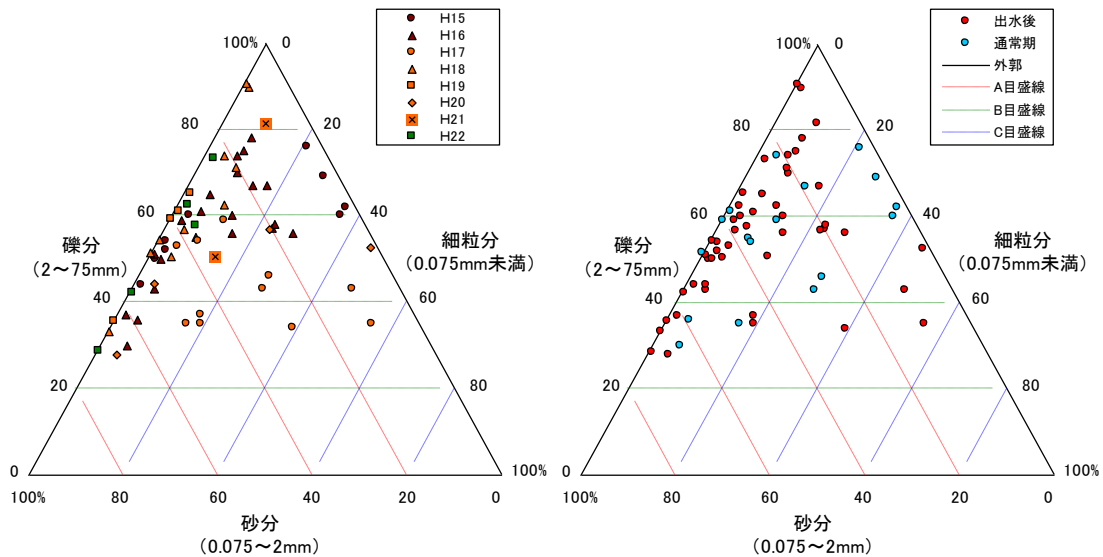 H15
H16
H17
H18
H19
H20
H21
H22
100% 0
80 20
60 40
礫分
(2~75mm)
細粒分
(0.075mm未満)
40 60
20 80
0 100%
100% 80 60 40 20 0
砂分
(0.075~2mm)
出水後
通常期
外郭
A目盛線
B目盛線
C目盛線
100% 0
80 20
60 40
礫分
(2~75mm)
細粒分
(0.075mm未満)
40 60
20 80
0 100%
100% 80 60 40 20 0
砂分
(0.075~2mm)